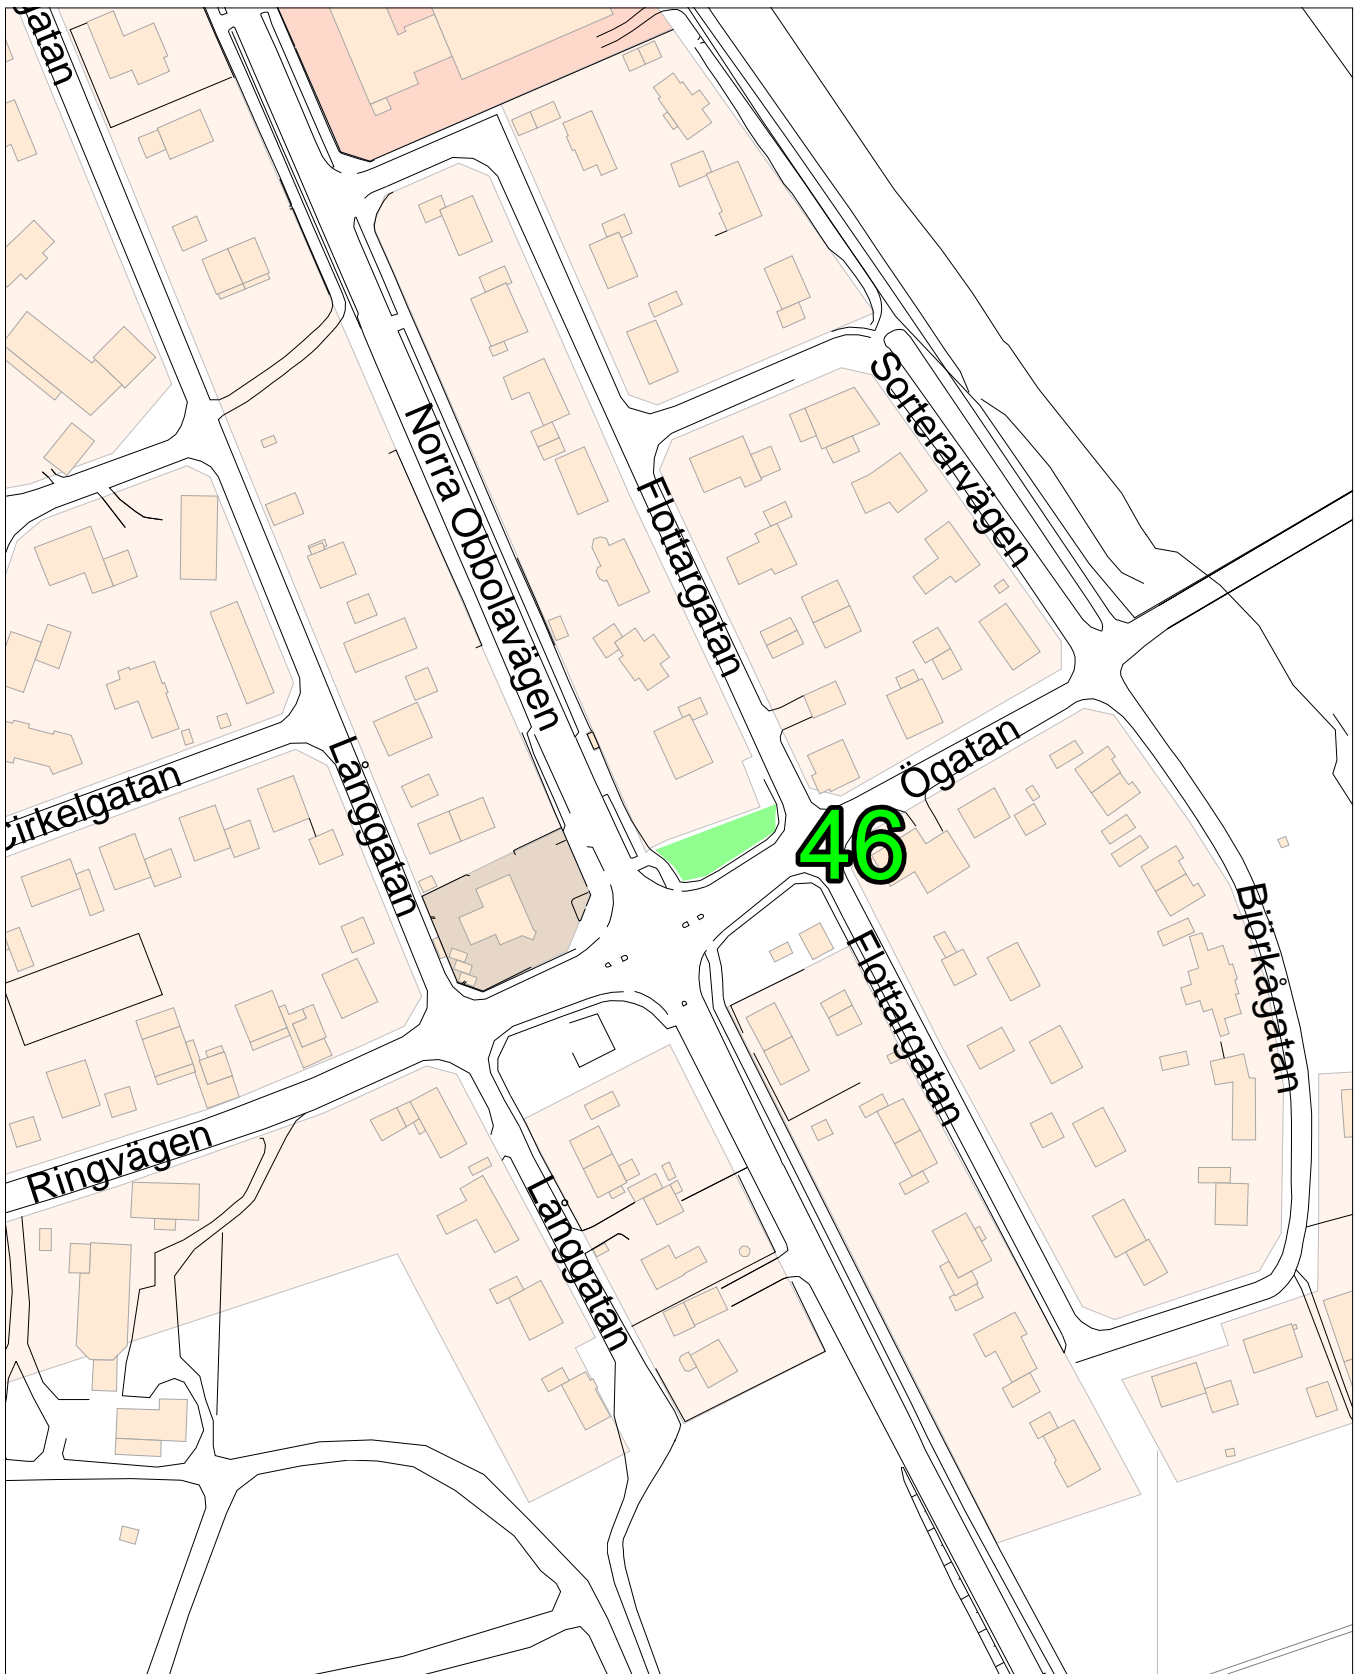 gatan
Norra Obbolavägen
Sorterarvägen
Flottargatan
Ögatan
Långgatan
Cirkelgatan
46
Björkågatan
Flottargatan
Ringvägen
Långgatan